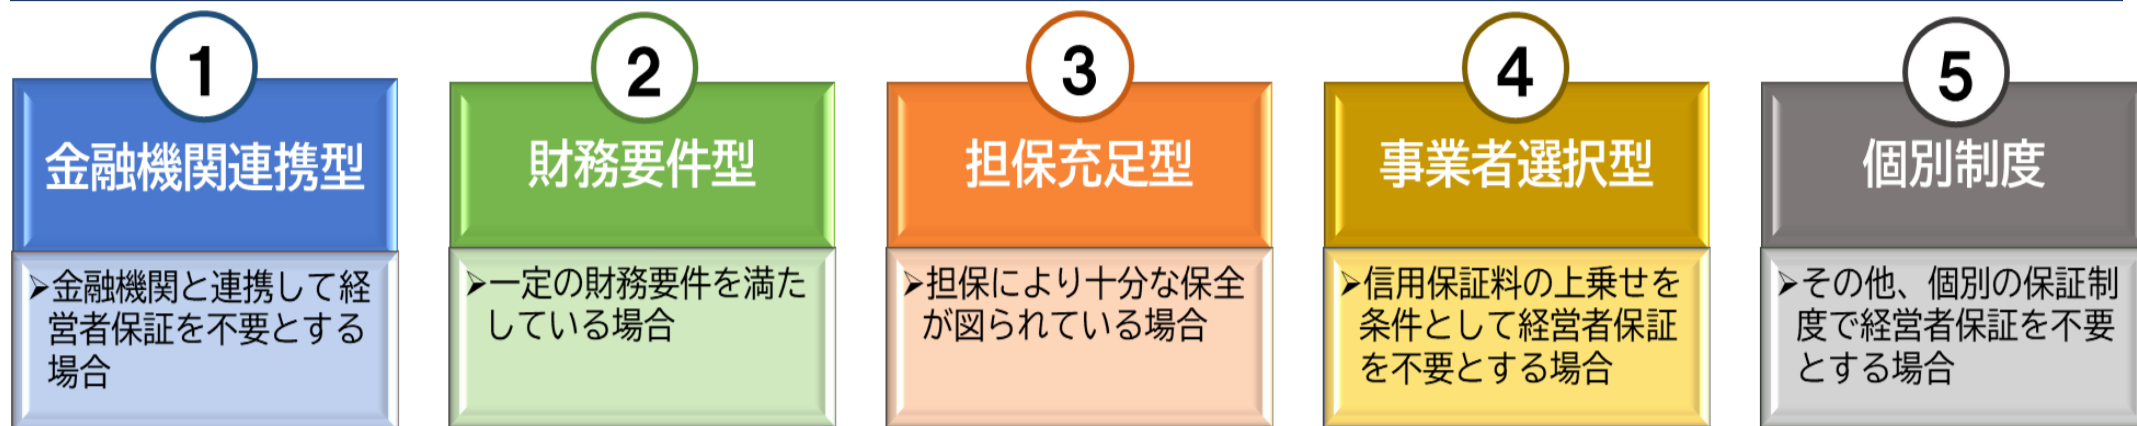 1
金融機関連携型
➢金融機関と連携して経
営者保証を不要とする
場合
2
財務要件型
➢一定の財務要件を満た
している場合
3
担保充足型
➢担保により十分な保全
が図られている場合
4
事業者選択型
➢信用保証料の上乗せを
条件として経営者保証
を不要とする場合
5
個別制度
➢その他、個別の保証制
度で経営者保証を不要
とする場合